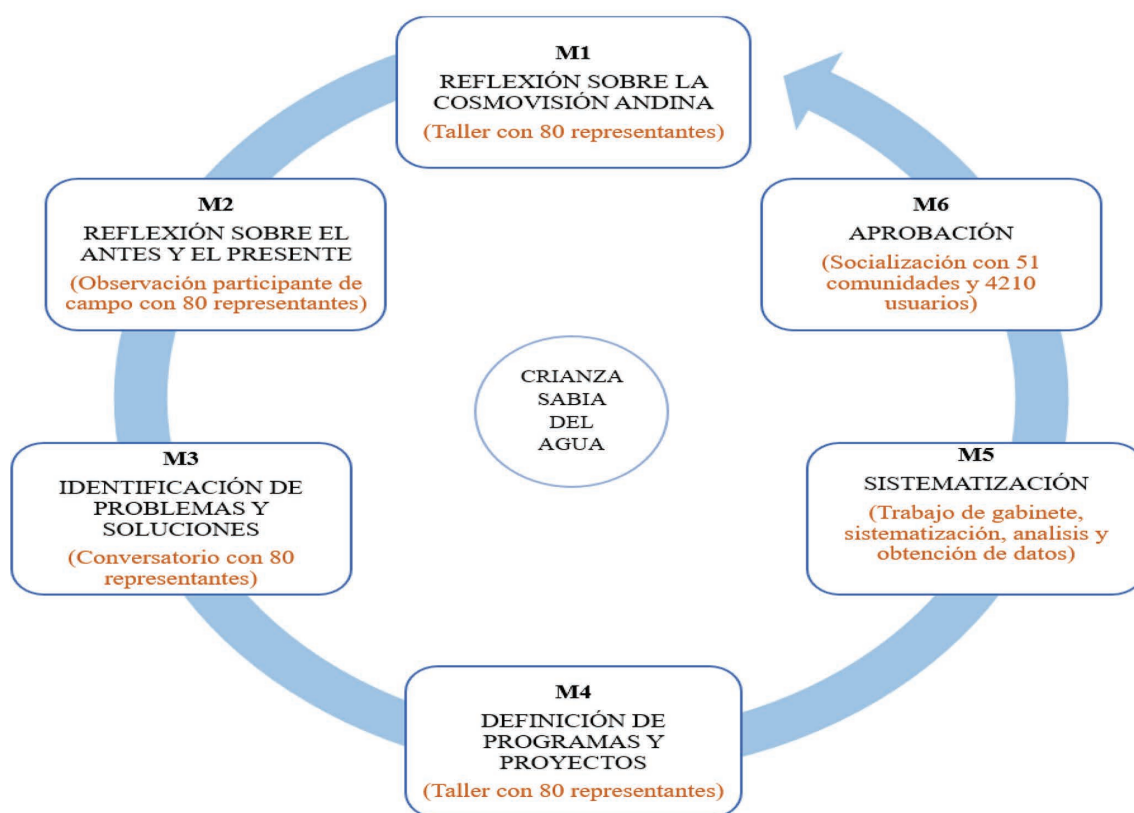 M1
REFLEXIÓN SOBRE LA
COSMOVISIÓN ANDINA
(Taller con 80 representantes)
M2
REFLEXIÓN SOBRE EL
ANTES Y EL PRESENTE
(Observación participante de
campo con 80 representantes)
M3
IDENTIFICACIÓN DE
PROBLEMAS Y
SOLUCIONES
(Conversatorio con 80
representantes)
M4
DEFINICIÓN DE
PROGRAMAS Y
PROYECTOS
(Taller con 80 representantes)
M5
SISTEMATIZACIÓN
(Trabajo de gabinete,
sistematización, analisis y
obtención de datos)
M6
APROBACIÓN
(Socialización con 51
comunidades y 4210
usuarios)
CRIANZA
SABIA
DEL
AGUA